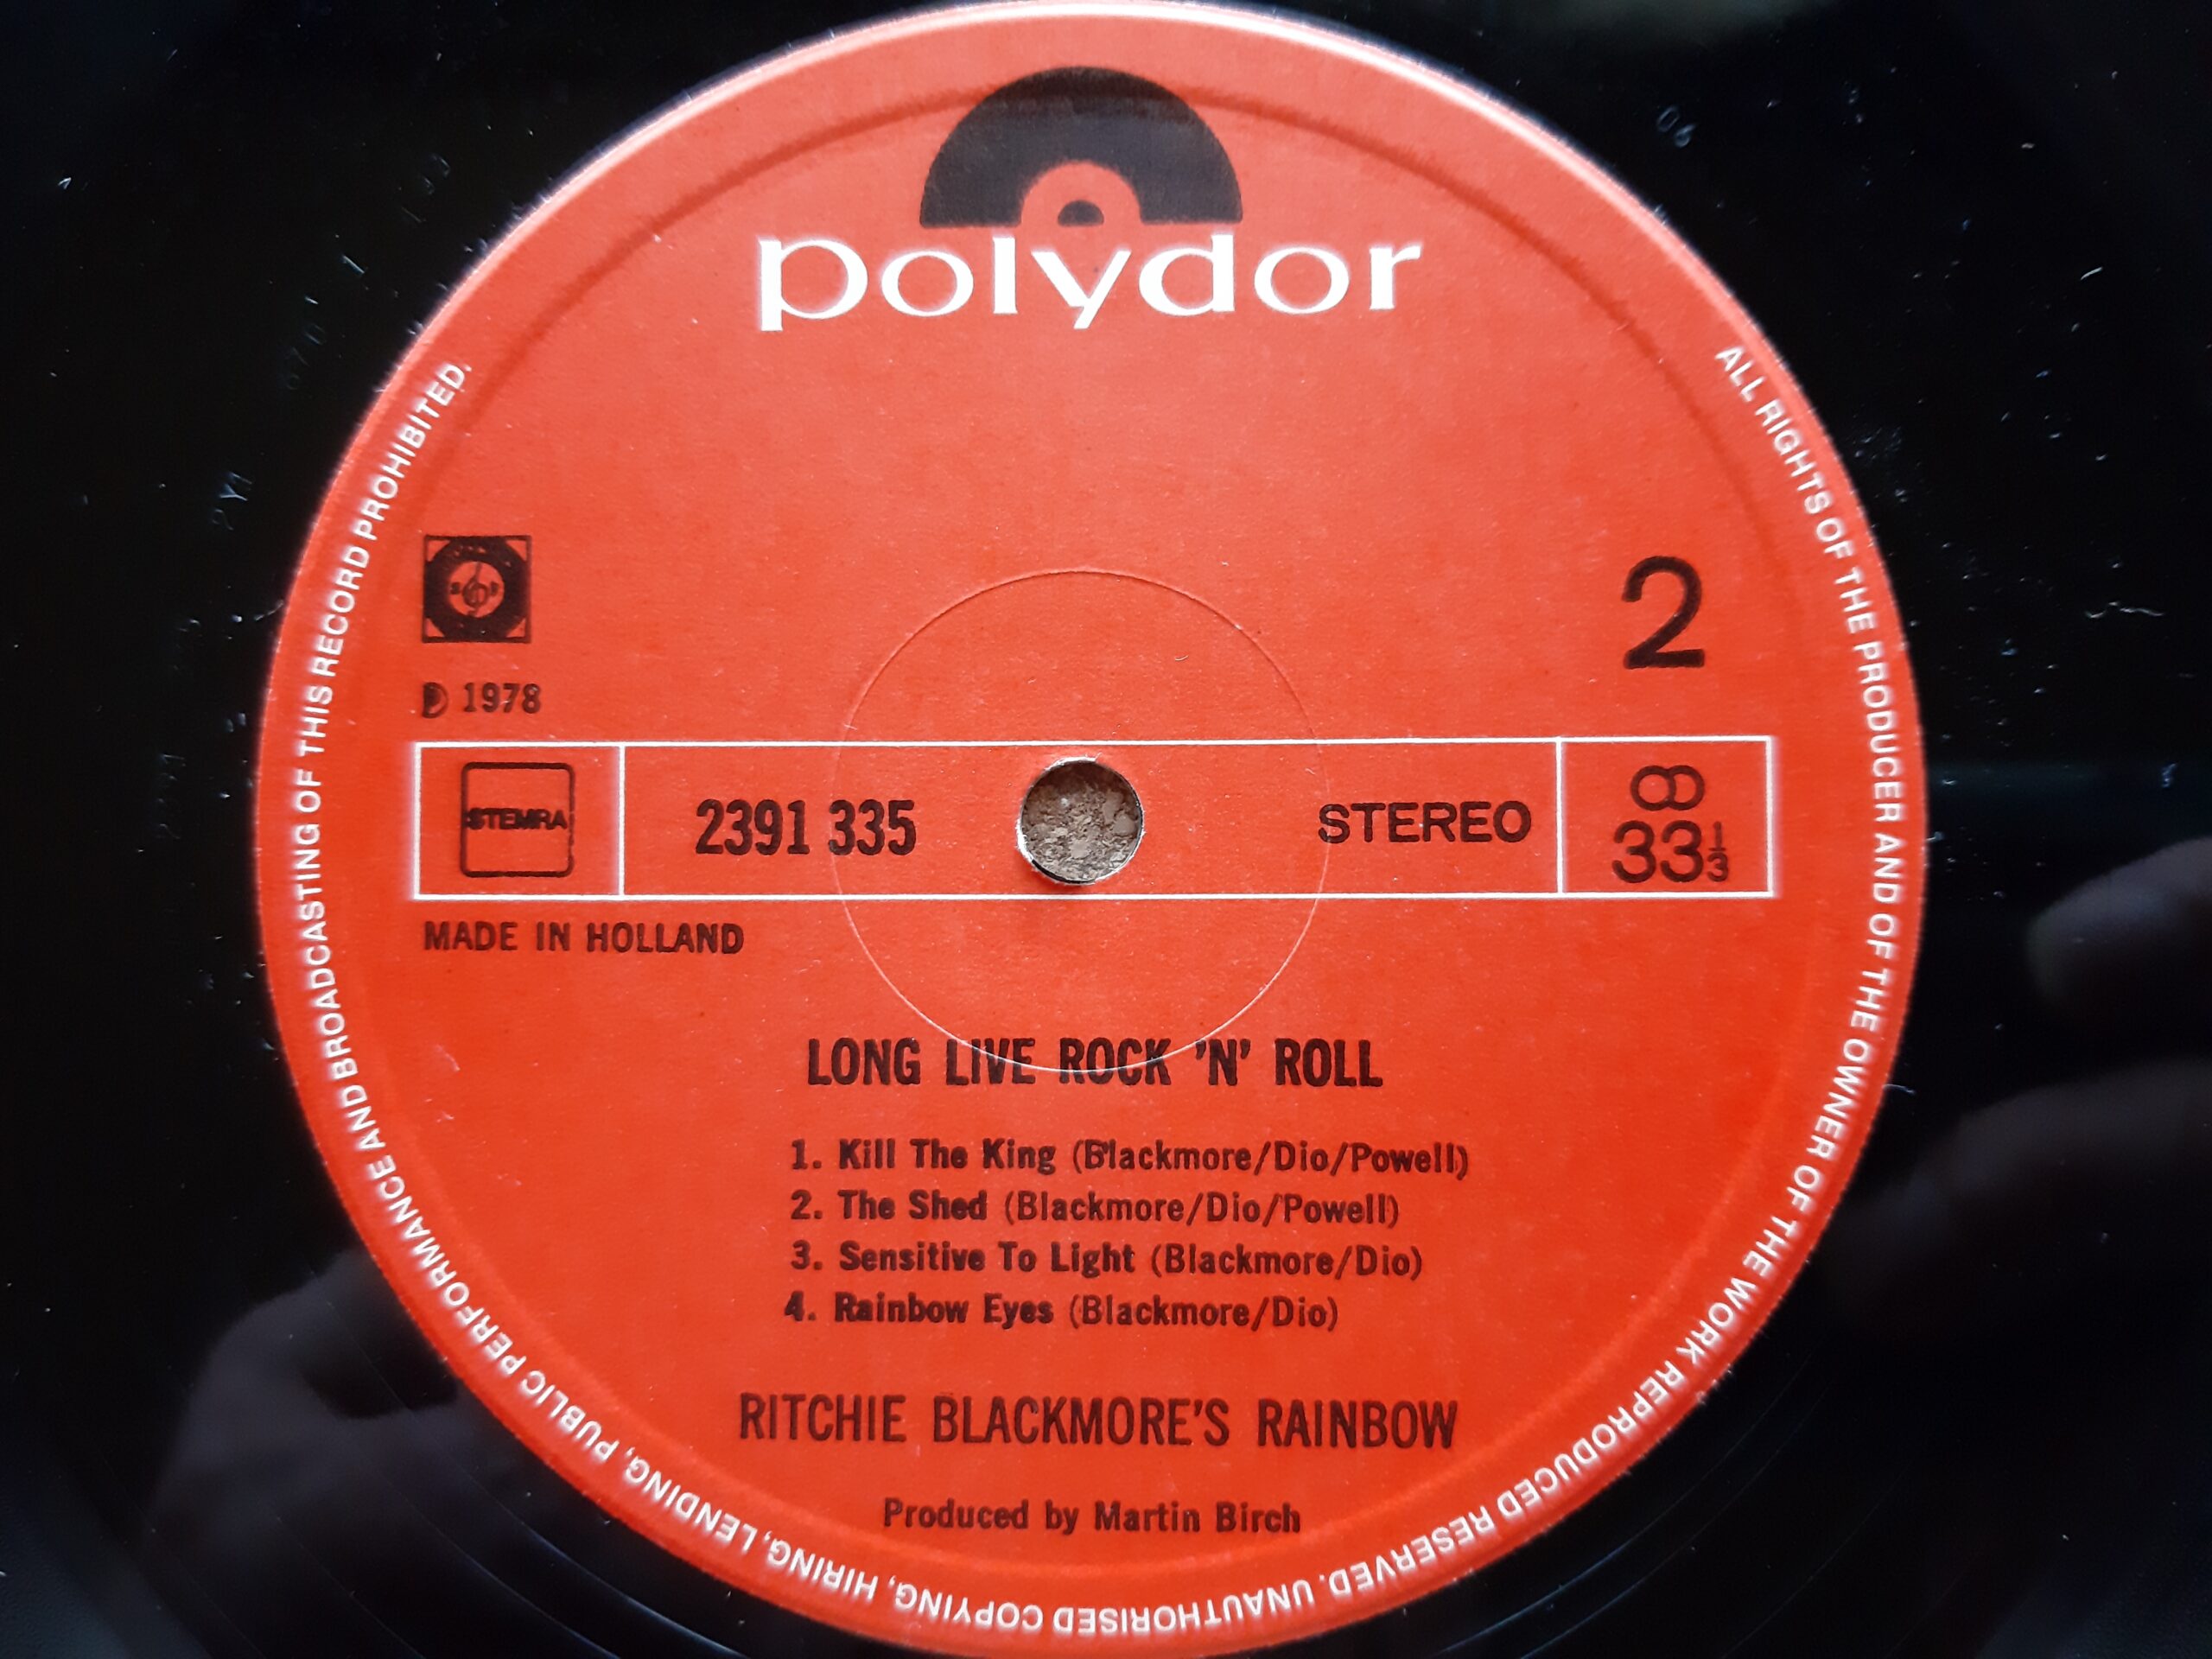 polydor
2
℗ 1978
STEMRA
2391 335
STEREO
33⅓
MADE IN HOLLAND
LONG LIVE ROCK 'N' ROLL
1. Kill The King (Blackmore/Dio/Powell)
2. The Shed (Blackmore/Dio/Powell)
3. Sensitive To Light (Blackmore/Dio)
4. Rainbow Eyes (Blackmore/Dio)
RITCHIE BLACKMORE'S RAINBOW
Produced by Martin Birch
ALL RIGHTS OF THE PRODUCER AND OF THE OWNER OF THE WORK REPRODUCED RESERVED. UNAUTHORISED COPYING, HIRING, LENDING, PUBLIC PERFORMANCE AND BROADCASTING OF THIS RECORD PROHIBITED.